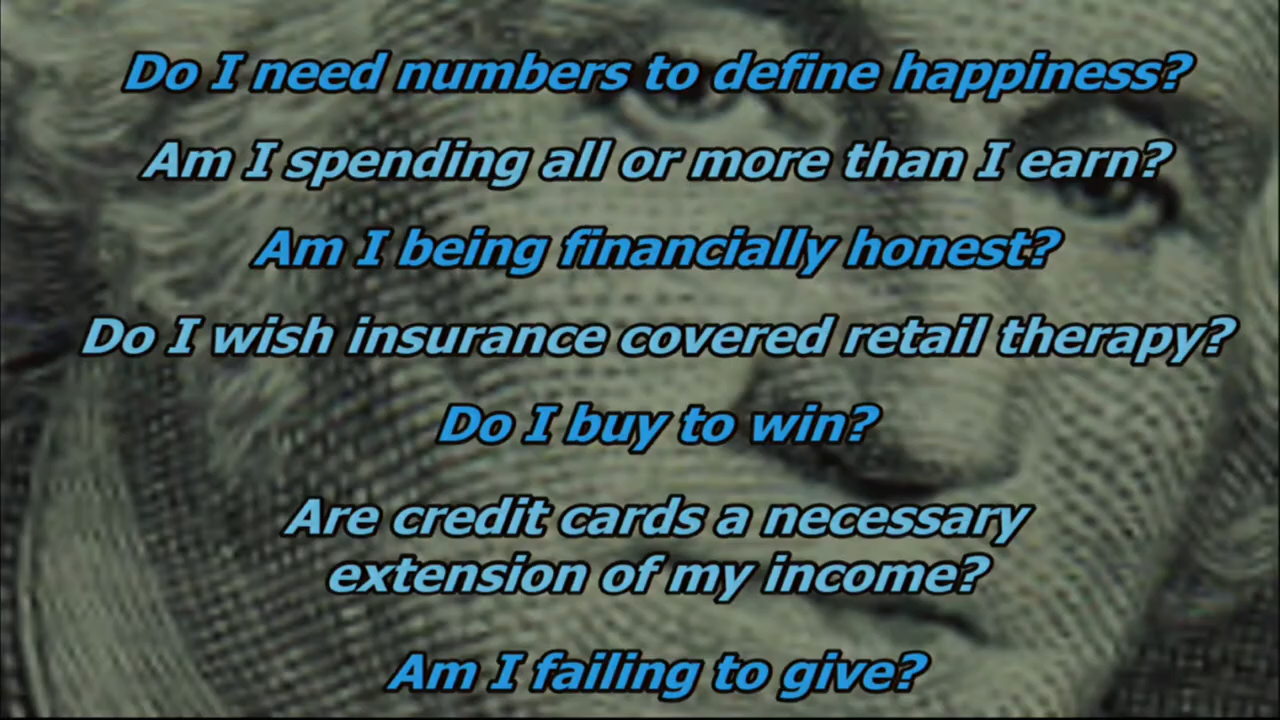 Do I need numbers to define happiness?
Am I spending all or more than I earn?
Am I being financially honest?
Do I wish insurance covered retail therapy?
Do I buy to win?
Are credit cards a necessary
extension of my income?
Am I failing to give?